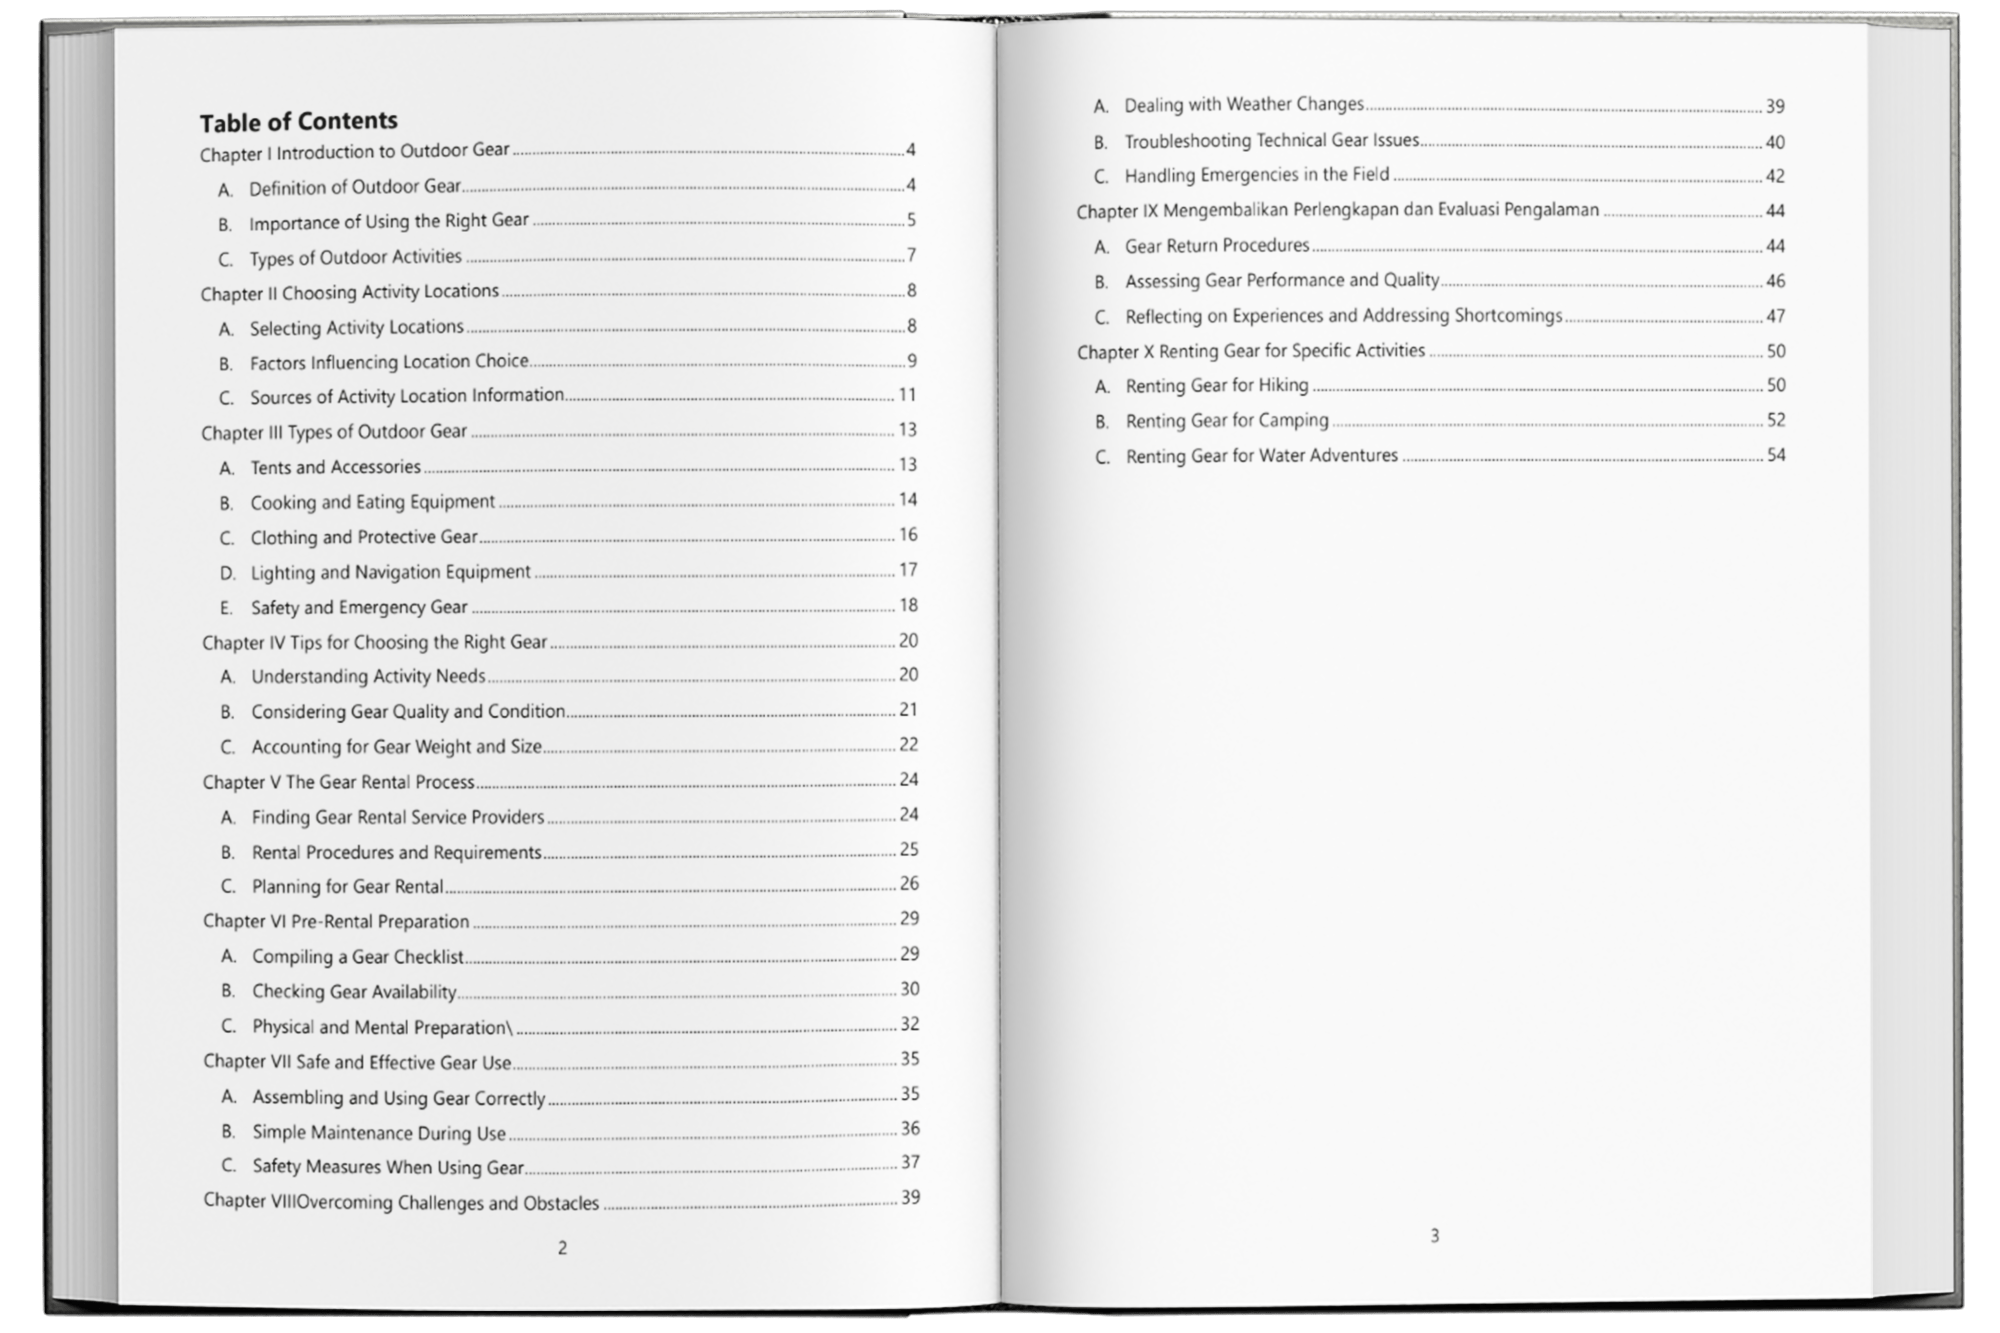 Table of Contents
Chapter I Introduction to Outdoor Gear 4
A. Definition of Outdoor Gear 4
B. Importance of Using the Right Gear 5
C. Types of Outdoor Activities 7
Chapter II Choosing Activity Locations 8
A. Selecting Activity Locations 8
B. Factors Influencing Location Choice 9
C. Sources of Activity Location Information 11
Chapter III Types of Outdoor Gear 13
A. Tents and Accessories 13
B. Cooking and Eating Equipment 14
C. Clothing and Protective Gear 16
D. Lighting and Navigation Equipment 17
E. Safety and Emergency Gear 18
Chapter IV Tips for Choosing the Right Gear 20
A. Understanding Activity Needs 20
B. Considering Gear Quality and Condition 21
C. Accounting for Gear Weight and Size 22
Chapter V The Gear Rental Process 24
A. Finding Gear Rental Service Providers 24
B. Rental Procedures and Requirements 25
C. Planning for Gear Rental 26
Chapter VI Pre-Rental Preparation 29
A. Compiling a Gear Checklist 29
B. Checking Gear Availability 30
C. Physical and Mental Preparation\ 32
Chapter VII Safe and Effective Gear Use 35
A. Assembling and Using Gear Correctly 35
B. Simple Maintenance During Use 36
C. Safety Measures When Using Gear 37
Chapter VIIIOvercoming Challenges and Obstacles 39
2
A. Dealing with Weather Changes 39
B. Troubleshooting Technical Gear Issues 40
C. Handling Emergencies in the Field 42
Chapter IX Mengembalikan Perlengkapan dan Evaluasi Pengalaman 44
A. Gear Return Procedures 44
B. Assessing Gear Performance and Quality 46
C. Reflecting on Experiences and Addressing Shortcomings 47
Chapter X Renting Gear for Specific Activities 50
A. Renting Gear for Hiking 50
B. Renting Gear for Camping 52
C. Renting Gear for Water Adventures 54
3